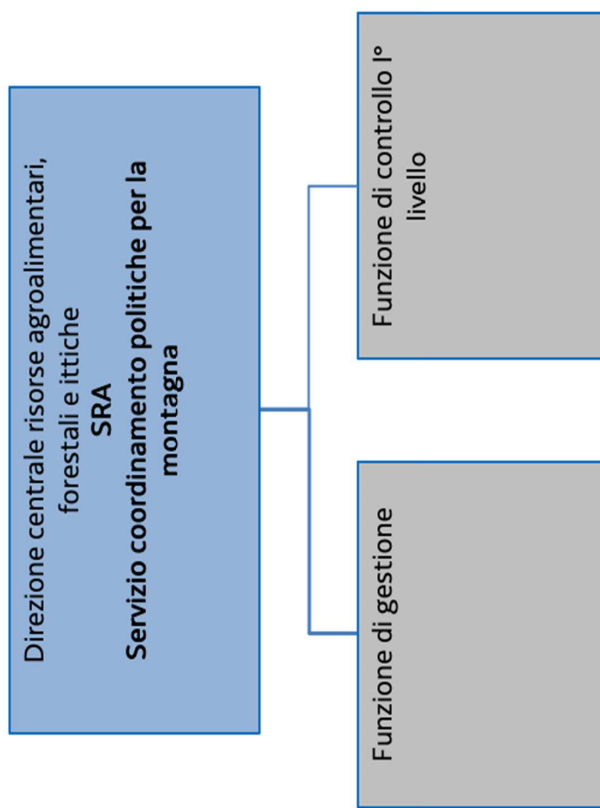 Direzione centrale risorse agroalimentari,
forestali e ittiche
SRA
Servizio coordinamento politiche per la
montagna
Funzione di gestione
Funzione di controllo I°
livello